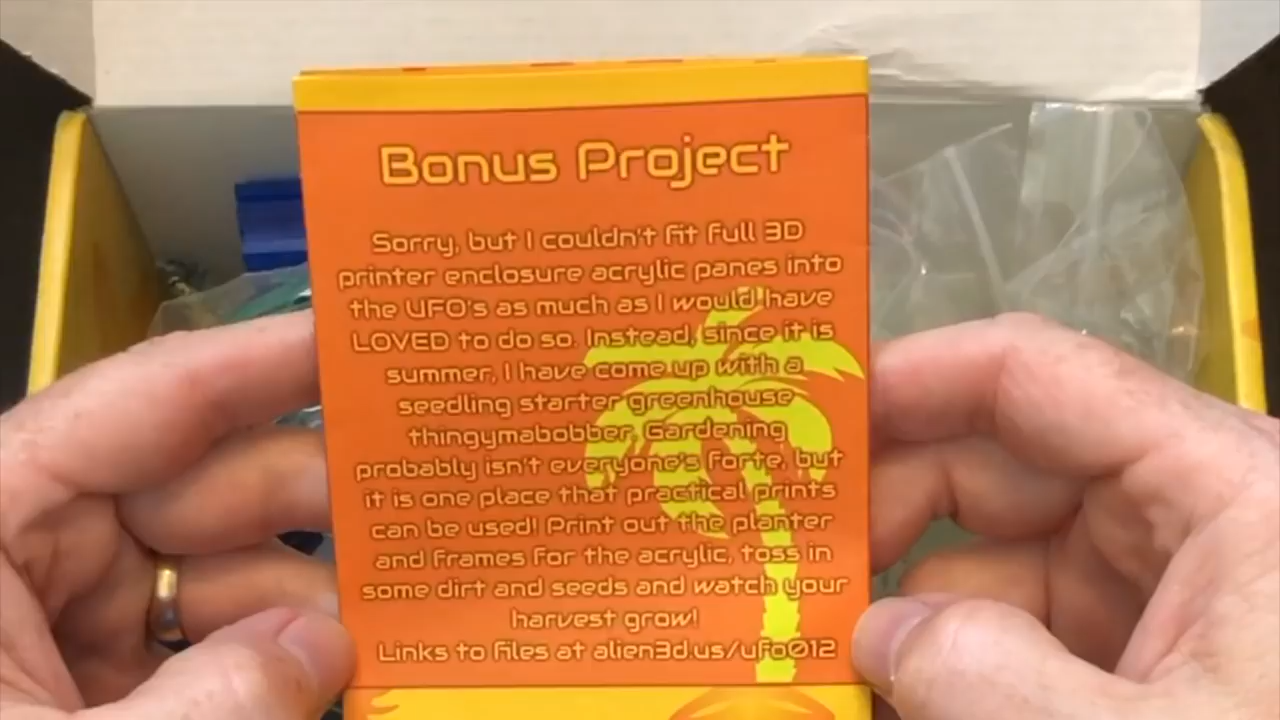 Bonus Project
Sorry, but I couldn't fit full 3D
printer enclosure acrylic panes into
the UFO's as much as I would have
LOVED to do so. Instead, since it is
summer, I have come up with a
seedling starter greenhouse
thingymabobber. Gardening
probably isn't everyone's forte, but
it is one place that practical prints
can be used! Print out the planter
and frames for the acrylic, toss in
some dirt and seeds and watch your
harvest grow!
Links to files at alien3d.us/ufo012